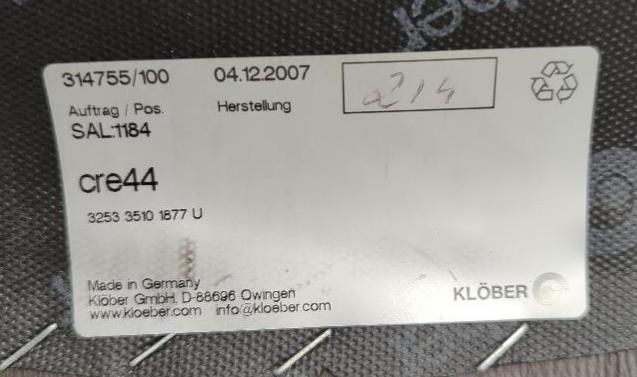 314755/100 04.12.2007 214
Auftrag / Pos. Herstellung
SAL:1184
cre44
3253 3510 1877 U
Made in Germany
Klöber GmbH, D-88696 Owingen
www.kloeber.com info@kloeber.com
KLÖBER